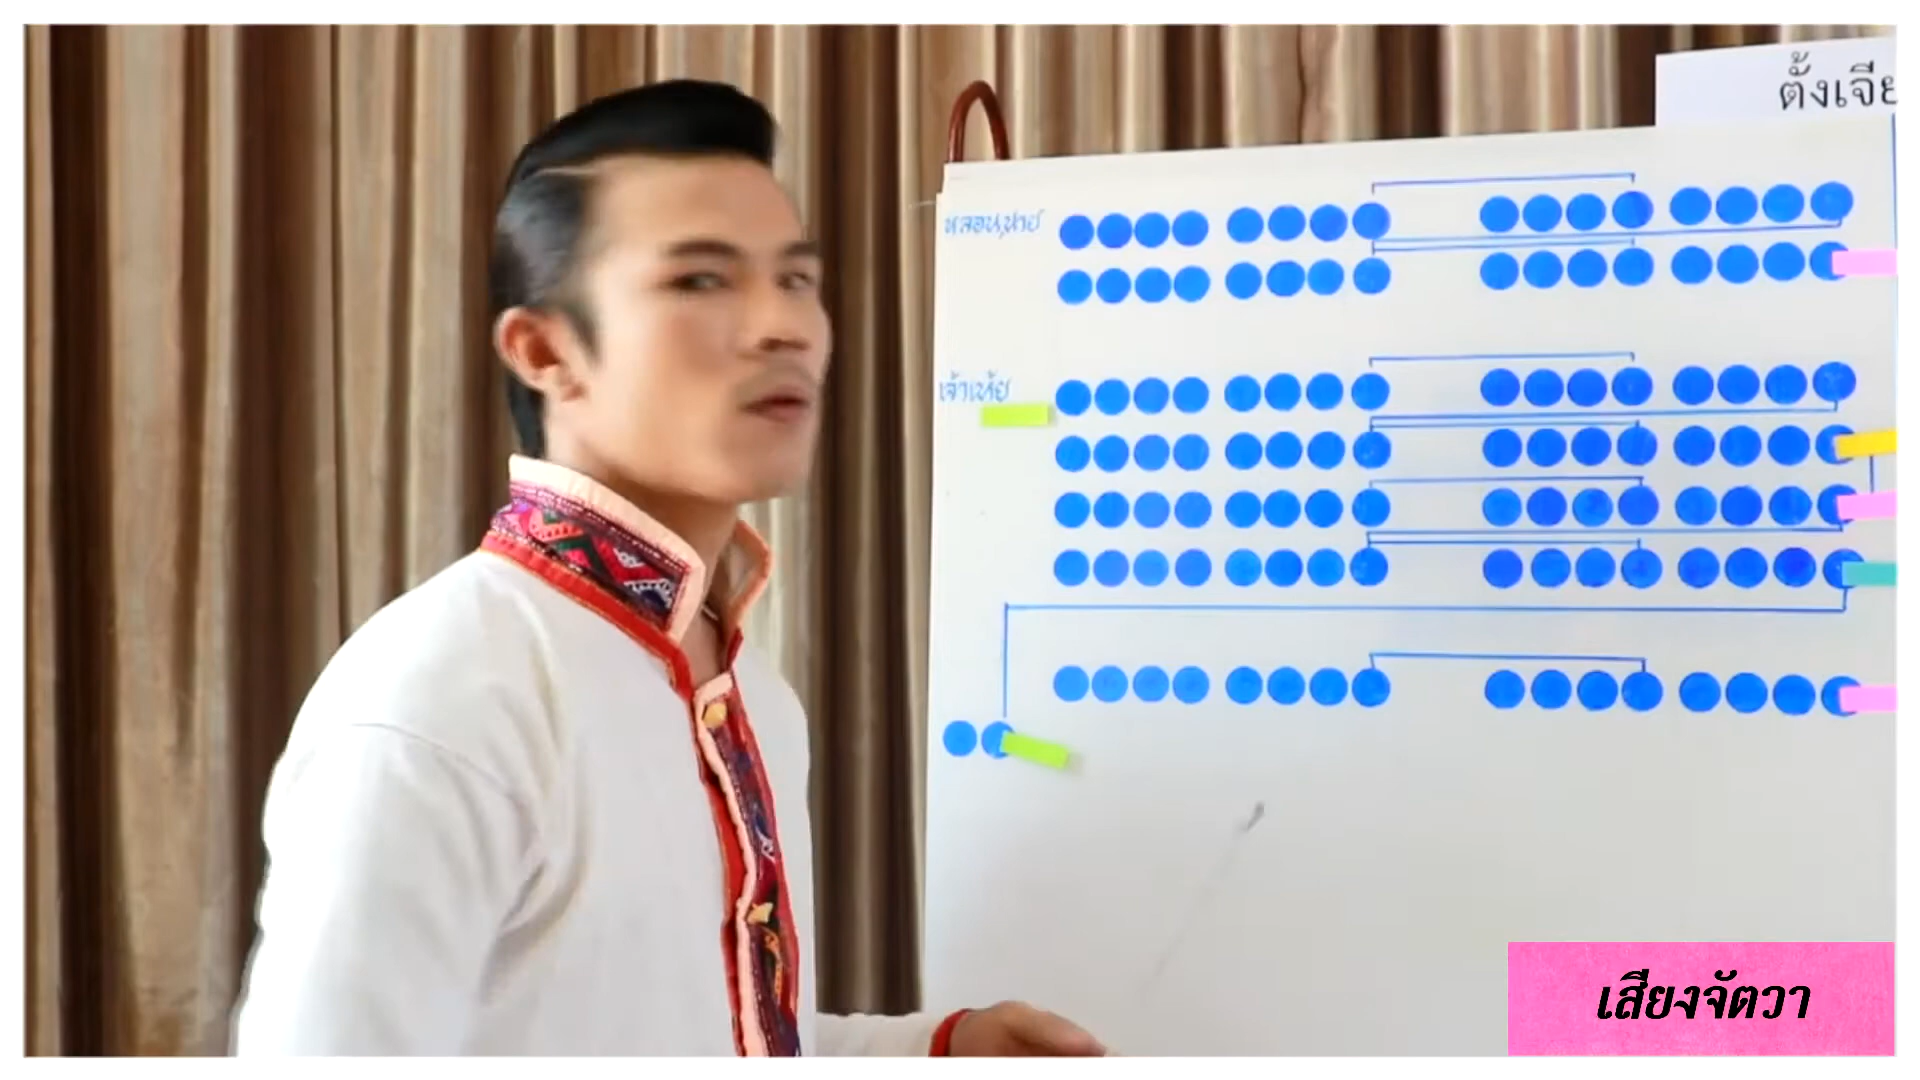 ตั้งเจีย
หลอน,นาย
เจ้าเห้ย
เสียงจัตวา